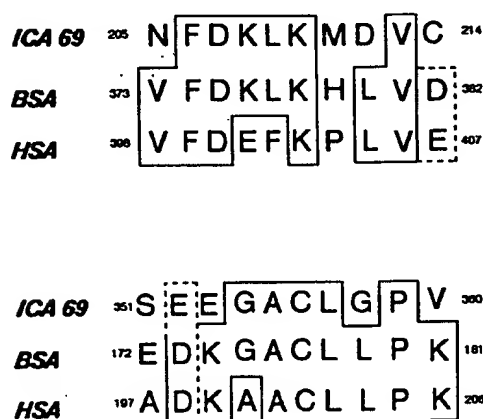 ICA 69 205 N F D K L K M D V C 214
BSA 373 V F D K L K H L V D 382
HSA 398 V F D E F K P L V E 407
ICA 69 351 S E E G A C L G P V 360
BSA 172 E D K G A C L L P K 181
HSA 197 A D K A A C L L P K 206